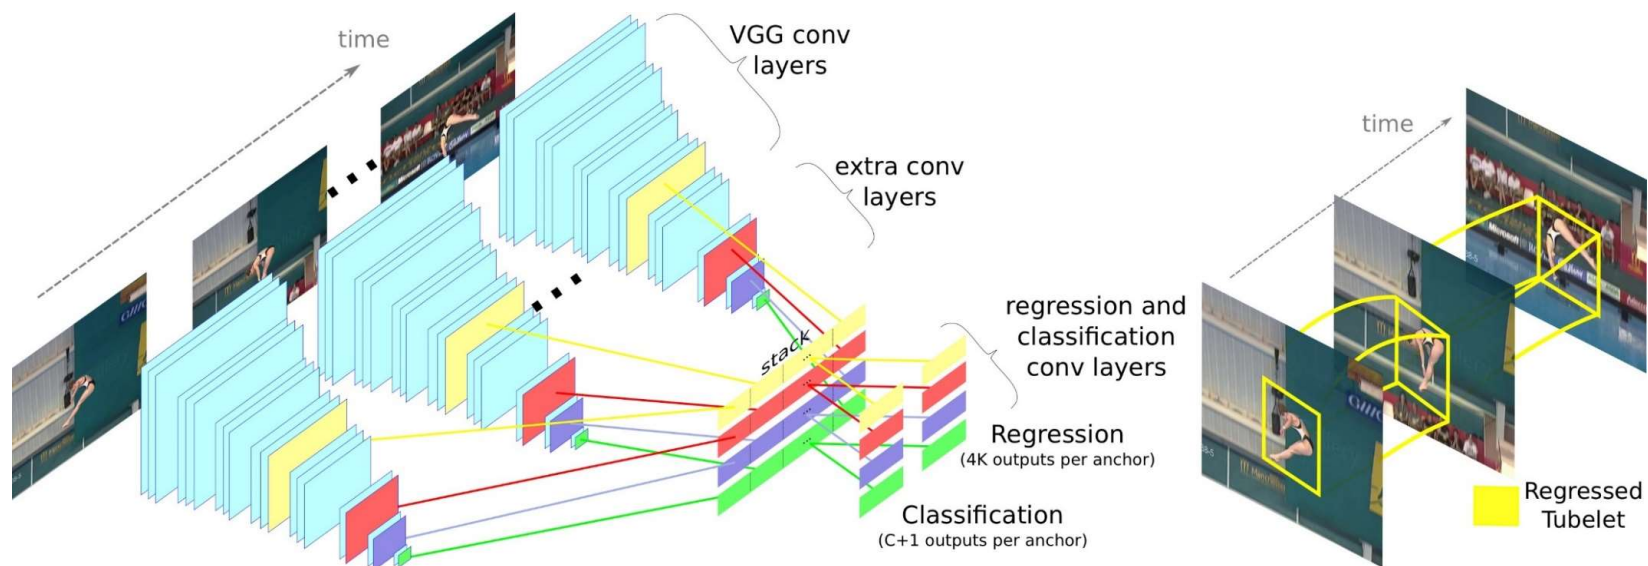 time
VGG conv
layers
extra conv
layers
stack
regression and
classification
conv layers
Regression
(4K outputs per anchor)
Classification
(C+1 outputs per anchor)
time
Microsoft
Regressed
Tubelet